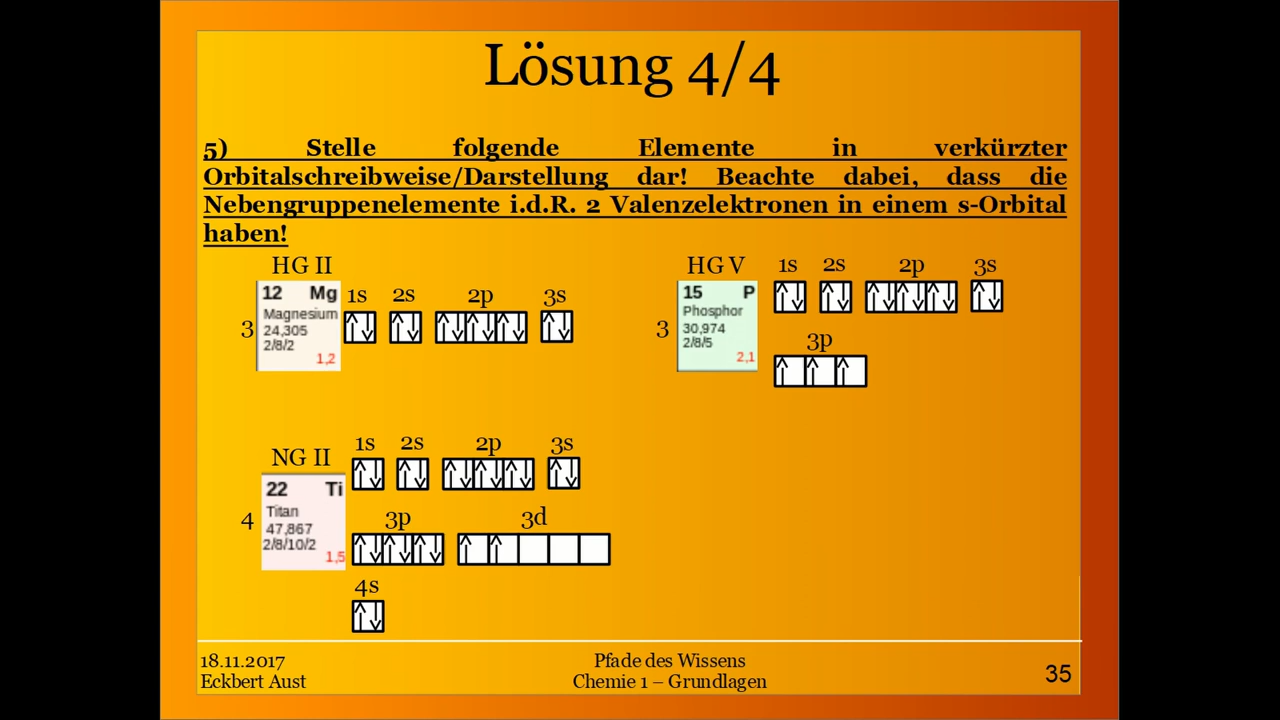 Lösung 4/4
5) Stelle folgende Elemente in verkürzter
Orbitalschreibweise/Darstellung dar! Beachte dabei, dass die
Nebengruppenelemente i.d.R. 2 Valenzelektronen in einem s-Orbital
haben!
HG II
1s 2s 2p 3s
3
12 Mg
Magnesium
24,305
2/8/2
1,2
HG V
1s 2s 2p 3s
3
15 P
Phosphor
30,974
2/8/5
2,1
3p
NG II
1s 2s 2p 3s
4
22 Ti
Titan
47,867
2/8/10/2
1,5
3p 3d
4s
18.11.2017
Eckbert Aust
Pfade des Wissens
Chemie 1 – Grundlagen
35